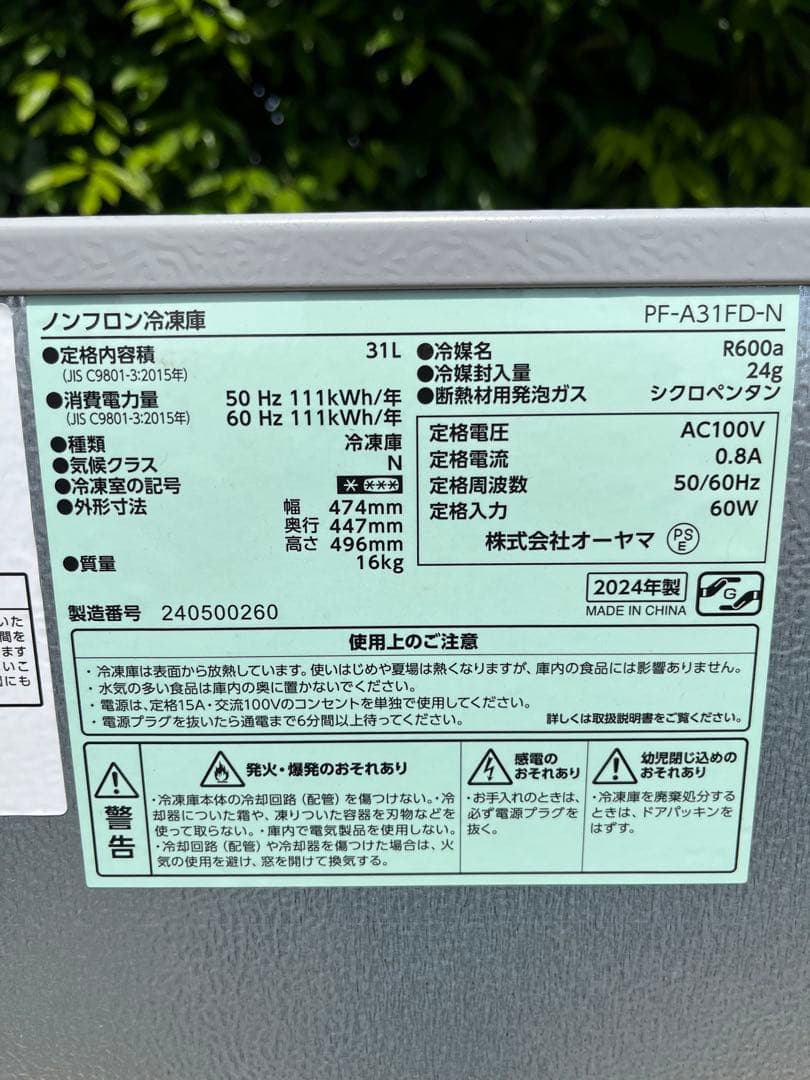 ノンフロン冷凍庫 PF-A31FD-N
●定格内容積 31L
(JIS C9801-3:2015年)
●消費電力量 50 Hz 111kWh/年
(JIS C9801-3:2015年) 60 Hz 111kWh/年
●種類 冷凍庫
●気候クラス N
●冷凍室の記号 * ***
●外形寸法 幅 474mm
奥行 447mm
高さ 496mm
●質量 16kg
製造番号 240500260
●冷媒名 R600a
●冷媒封入量 24g
●断熱材用発泡ガス シクロペンタン
定格電圧 AC100V
定格電流 0.8A
定格周波数 50/60Hz
定格入力 60W
株式会社オーヤマ PSE
2024年製
MADE IN CHINA
G
使用上のご注意
・冷凍庫は表面から放熱しています。使いはじめや夏場は熱くなりますが、庫内の食品には影響ありません。
・水気の多い食品は庫内の奥に置かないでください。
・電源は、定格15A・交流100Vのコンセントを単独で使用してください。
・電源プラグを抜いたら通電まで6分間以上待ってください。 詳しくは取扱説明書をご覧ください。
警告
発火・爆発のおそれあり
・冷凍庫本体の冷却回路（配管）を傷つけない。・冷
却器についた霜や、凍りついた容器を刃物などを
使って取らない。・庫内で電気製品を使用しない。
・冷却回路（配管）や冷却器を傷つけた場合は、火
気の使用を避け、窓を開けて換気する。
感電の
おそれあり
・お手入れのときは、
必ず電源プラグを
抜く。
幼児閉じ込めの
おそれあり
・冷凍庫を廃棄処分する
ときは、ドアパッキンを
はずす。
いた
間を
ます
いこ
にも